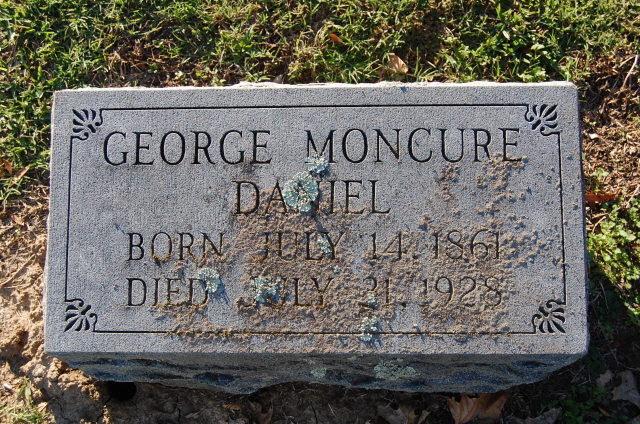 GEORGE MONCURE
DANIEL
BORN JULY 14, 1861
DIED JULY 21, 1928